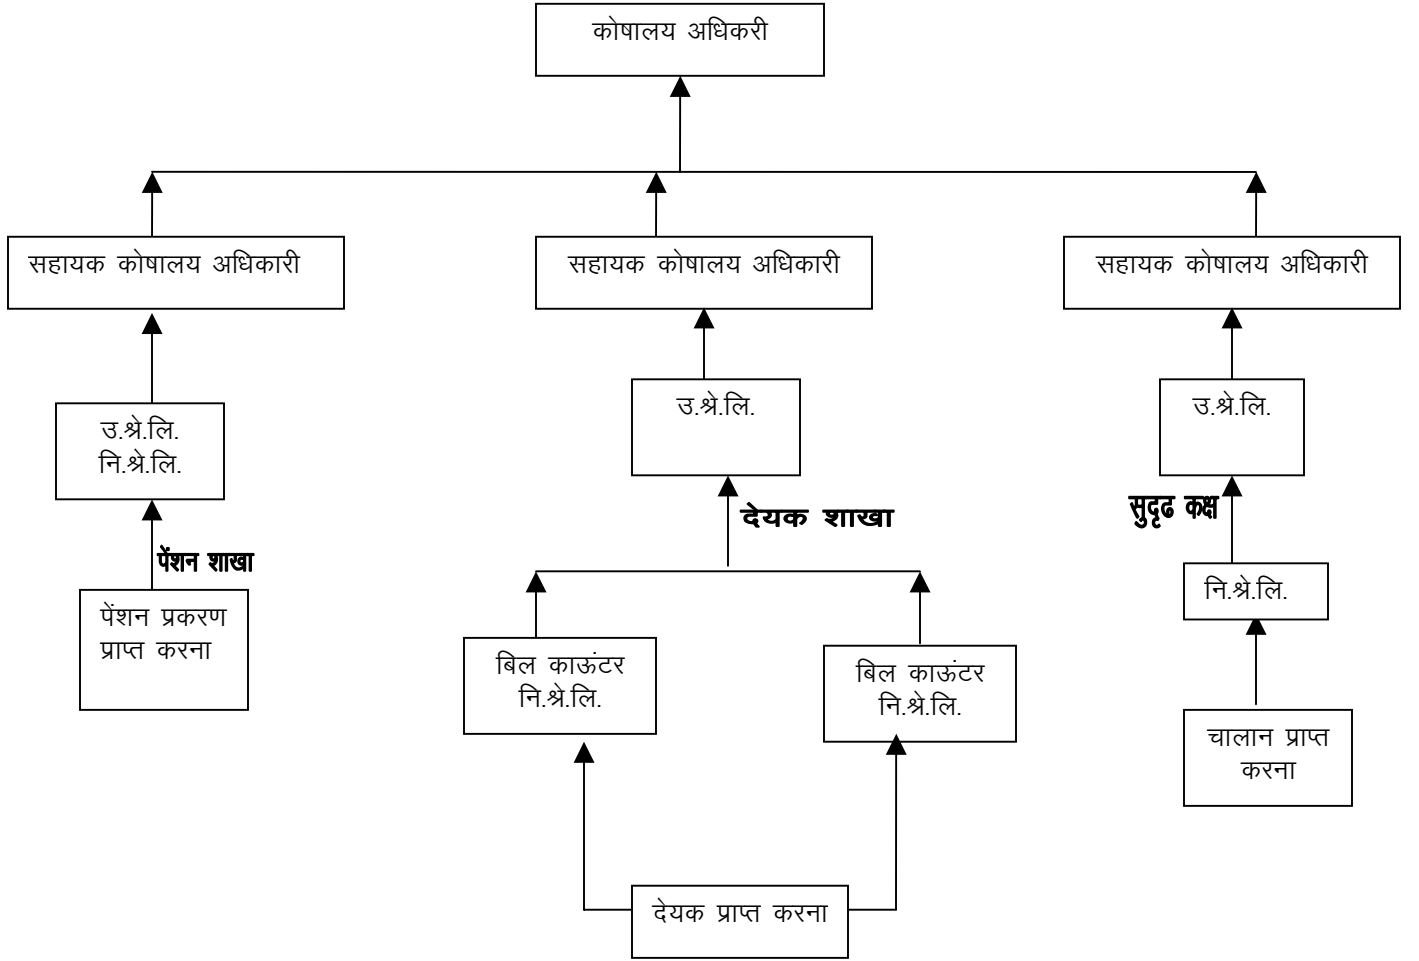 कोषालय अधिकरी
सहायक कोषालय अधिकारी
सहायक कोषालय अधिकारी
सहायक कोषालय अधिकारी
उ.श्रे.लि.
नि.श्रे.लि.
उ.श्रे.लि.
उ.श्रे.लि.
पेंशन शाखा
देयक शाखा
सुदृढ कक्ष
पेंशन प्रकरण
प्राप्त करना
बिल काऊंटर
नि.श्रे.लि.
बिल काऊंटर
नि.श्रे.लि.
नि.श्रे.लि.
चालान प्राप्त
करना
देयक प्राप्त करना